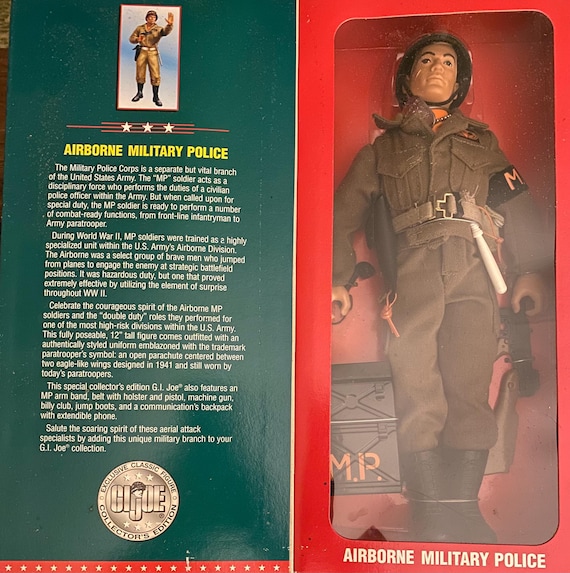 AIRBORNE MILITARY POLICE
The Military Police Corps is a separate but vital branch
of the United States Army. The "MP" soldier acts as a
disciplinary force who performs the duties of a civilian
police officer within the Army. But when called upon for
special duty, the MP soldier is ready to perform a number
of combat-ready functions, from front-line infantryman to
Army paratrooper.
During World War II, MP soldiers were trained as a highly
specialized unit within the U.S. Army's Airborne Division.
The Airborne was a select group of brave men who jumped
from planes to engage the enemy at strategic battlefield
positions. It was hazardous duty, but one that proved
extremely effective by utilizing the element of surprise
throughout WW II.
Celebrate the courageous spirit of the Airborne MP
soldiers and the "double duty" roles they performed for
one of the most high-risk divisions within the U.S. Army.
This fully poseable, 12" tall figure comes outfitted with an
authentically styled uniform emblazoned with the trademark
paratrooper's symbol: an open parachute centered between
two eagle-like wings designed in 1941 and still worn by
today's paratroopers.
This special collector's edition G.I. Joe® also features an
MP arm band, belt with holster and pistol, machine gun,
billy club, jump boots, and a communication's backpack
with extendible phone.
Salute the soaring spirit of these aerial attack
specialists by adding this unique military branch to your
G.I. Joe® collection.
EXCLUSIVE CLASSIC FIGURE
GIJOE®
COLLECTOR'S EDITION
M
M.P.
AIRBORNE MILITARY POLICE